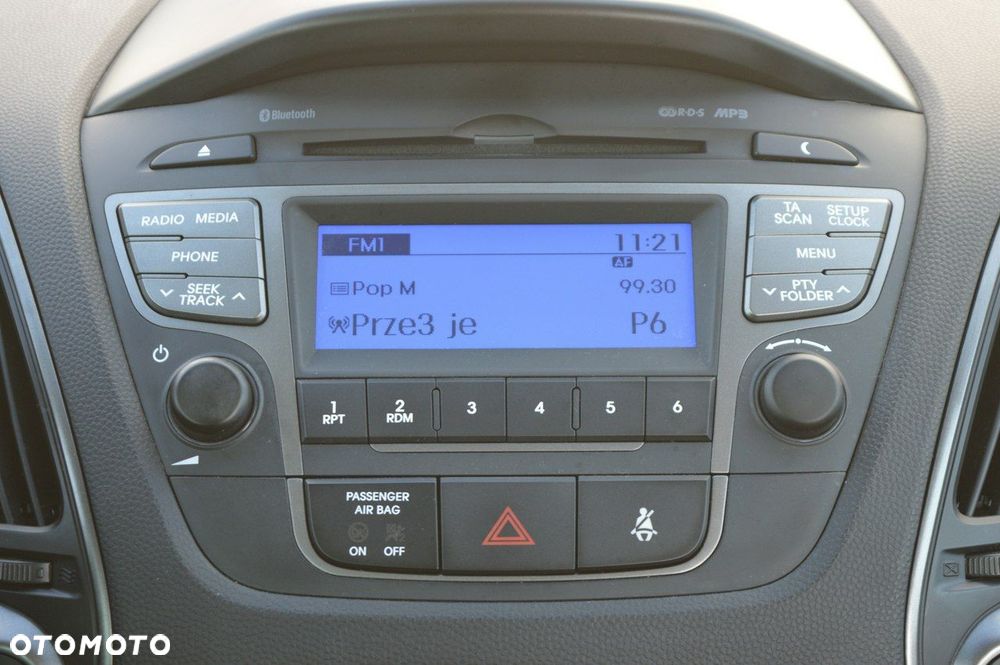 Bluetooth
R·D·S MP3
RADIO MEDIA
PHONE
SEEK
TRACK
FM1 11:21
AF
Pop M 99.30
Prze3 je P6
TA
SCAN
SETUP
CLOCK
MENU
PTY
FOLDER
1
RPT
2
RDM
3
4
5
6
PASSENGER
AIR BAG
ON OFF
OTOMOTO